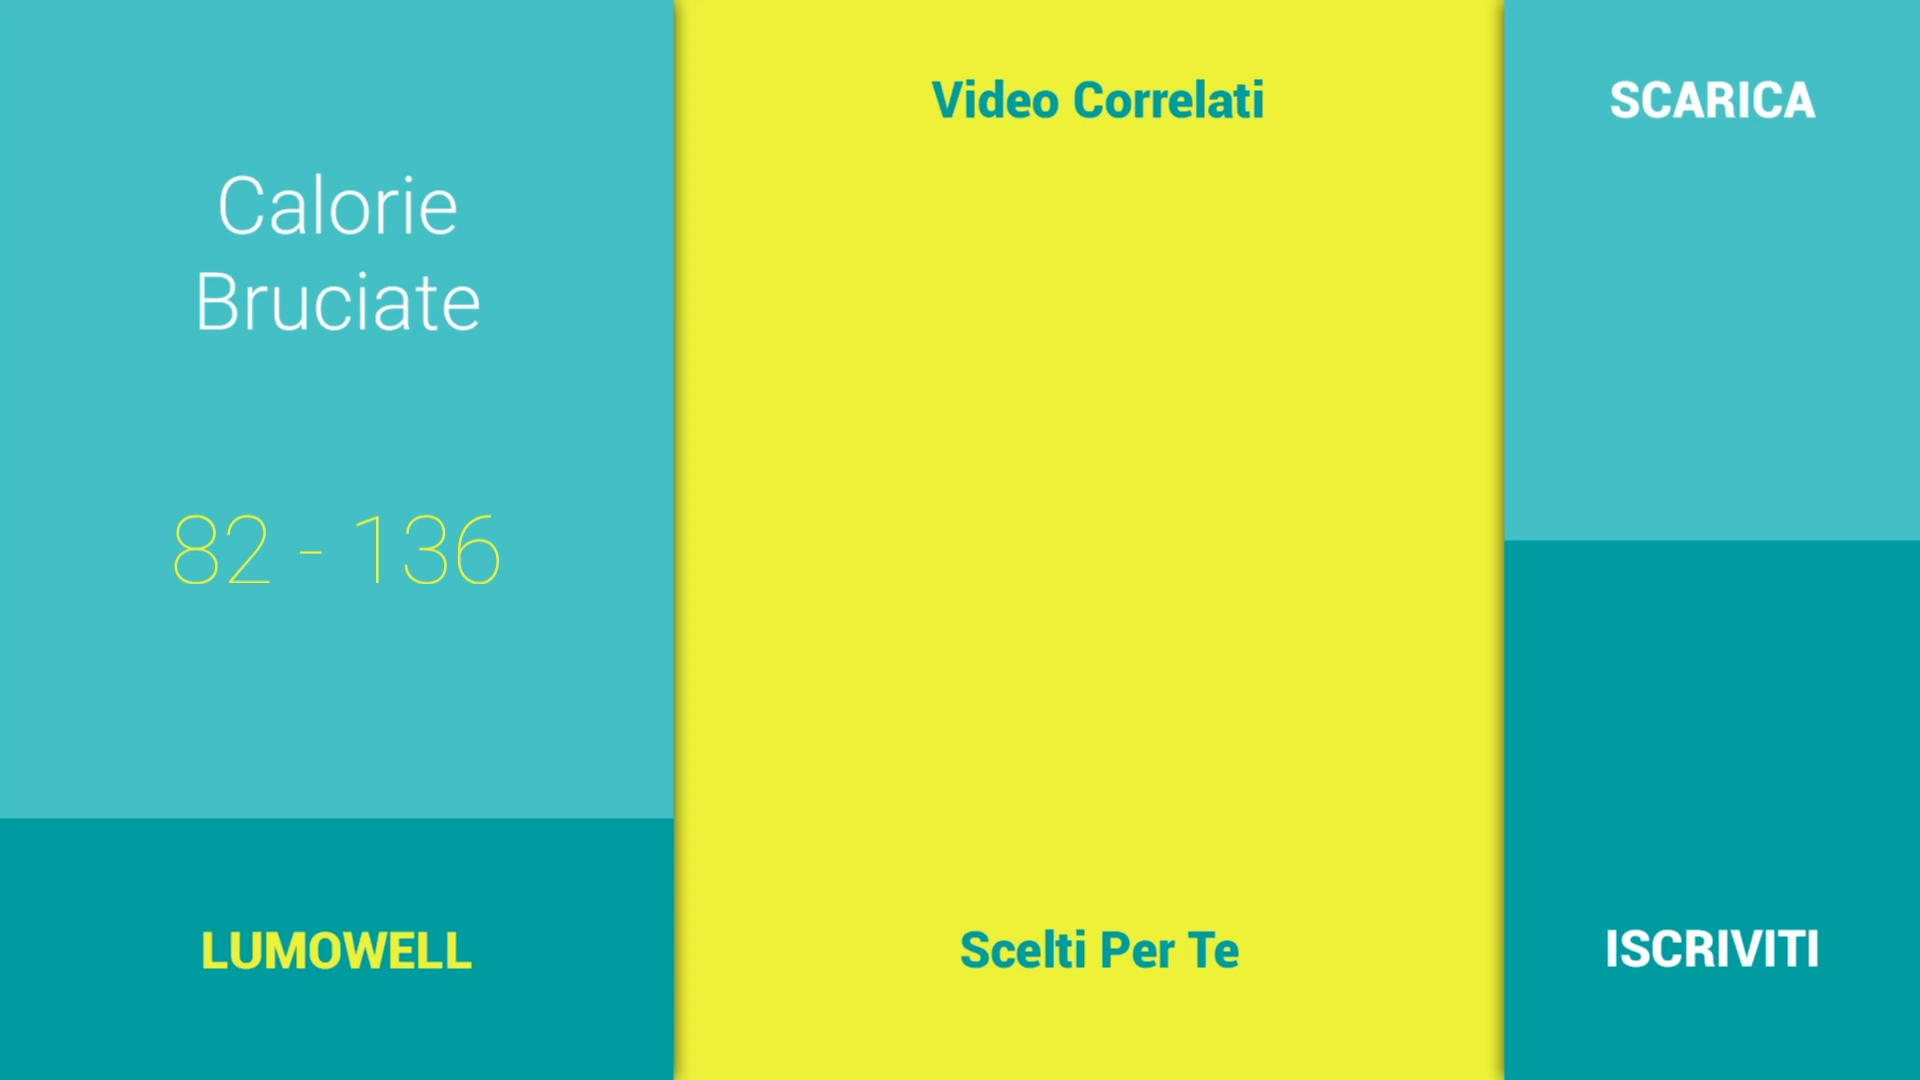 Calorie
Bruciate
82 - 136
LUMOWELL
Video Correlati
Scelti Per Te
SCARICA
ISCRIVITI